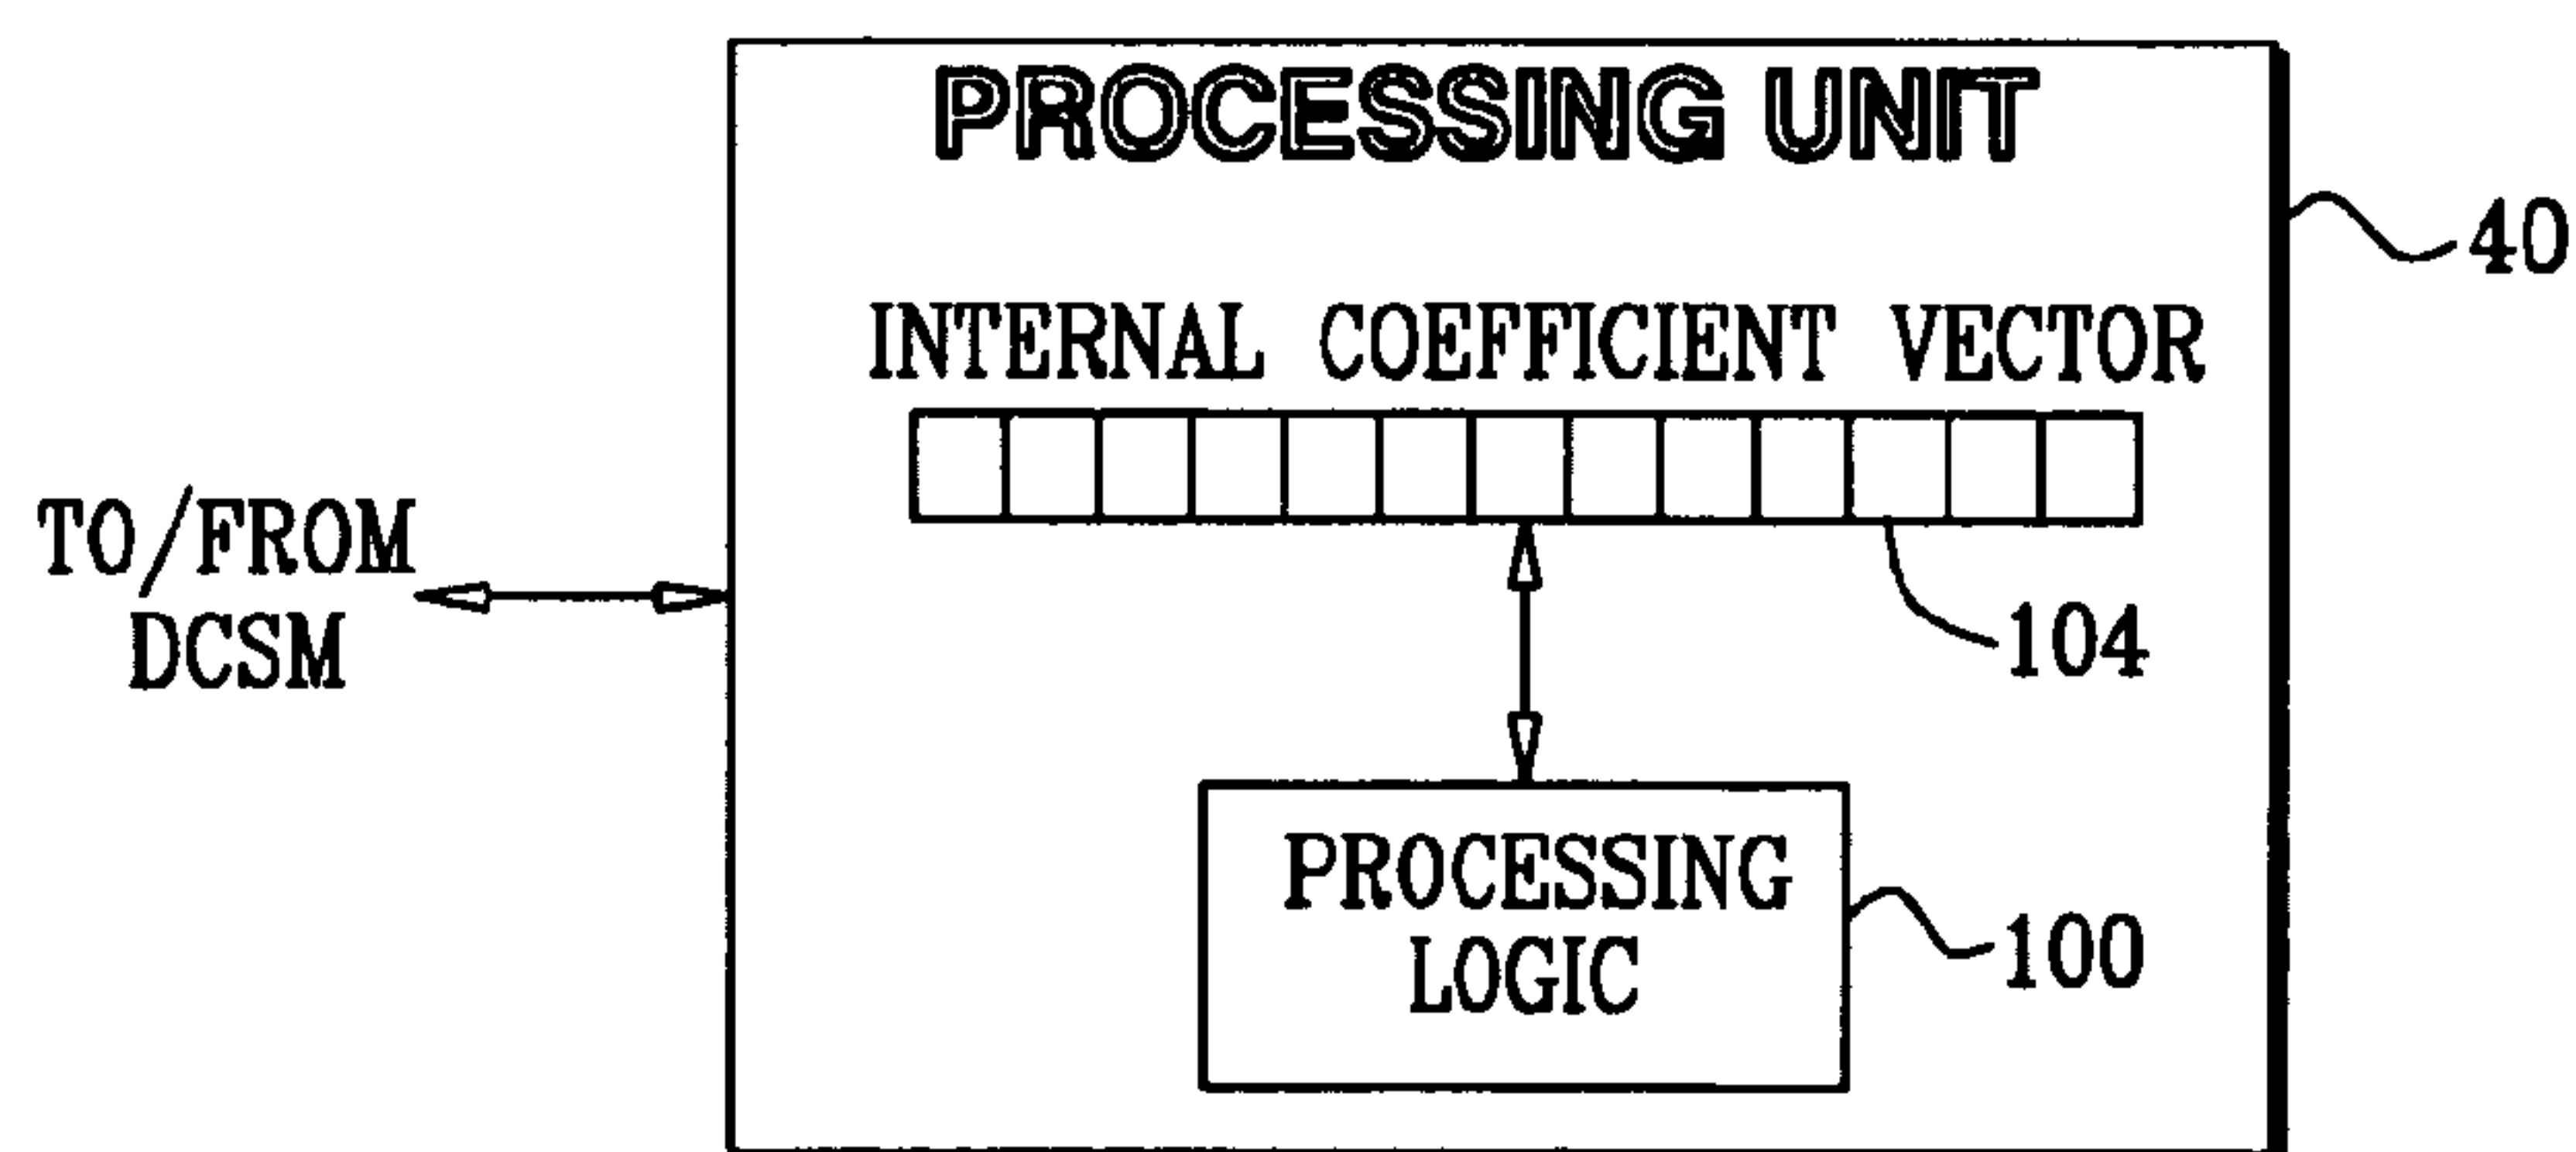 PROCESSING UNIT
40
INTERNAL COEFFICIENT VECTOR
TO/FROM
DCSM
104
PROCESSING
LOGIC
100